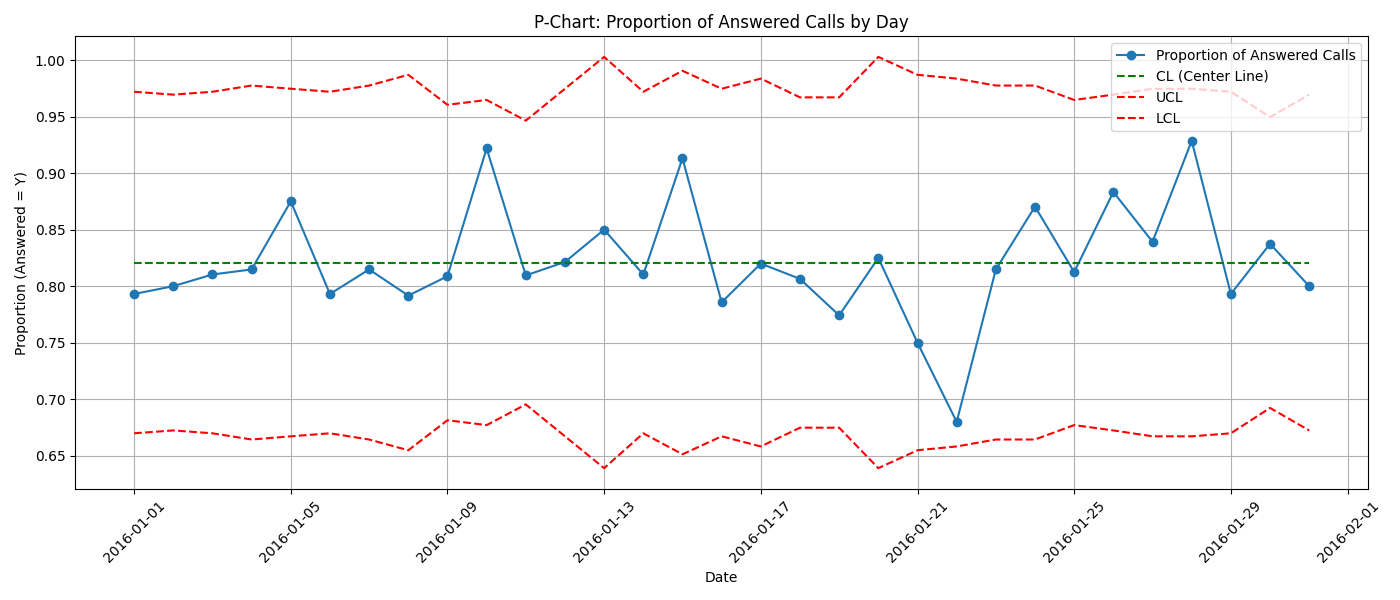 P-Chart: Proportion of Answered Calls by Day
Proportion of Answered Calls
CL (Center Line)
UCL
LCL
Proportion (Answered = Y)
1.00
0.95
0.90
0.85
0.80
0.75
0.70
0.65
2016-01-01
2016-01-05
2016-01-09
2016-01-13
2016-01-17
2016-01-21
2016-01-25
2016-01-29
2016-02-01
Date